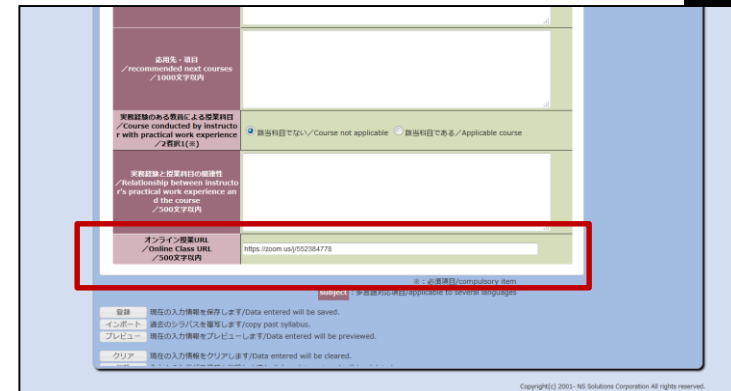 応用先・項目
/recommended next courses
/1000文字以内
実務経験のある教員による授業科目
/Course conducted by instructo
r with practical work experience
/2者択1(※)
該当科目でない/Course not applicable 該当科目である/Applicable course
実務経験と授業科目の関連性
/Relationship between instructo
r's practical work experience an
d the course
/500文字以内
オンライン授業URL
/Online Class URL
/500文字以内
https://zoom.us/j/552384778
※：必須項目/compulsory item
subject：多言語対応項目/applicable to several languages
登録 現在の入力情報を保存します/Data entered will be saved.
インポート 過去のシラバスを複写します/copy past syllabus.
プレビュー 現在の入力情報をプレビューします/Data entered will be previewed.
クリア 現在の入力情報をクリアします/Data entered will be cleared.
Copyright(c) 2001- NS Solutions Corporation All rights reserved.